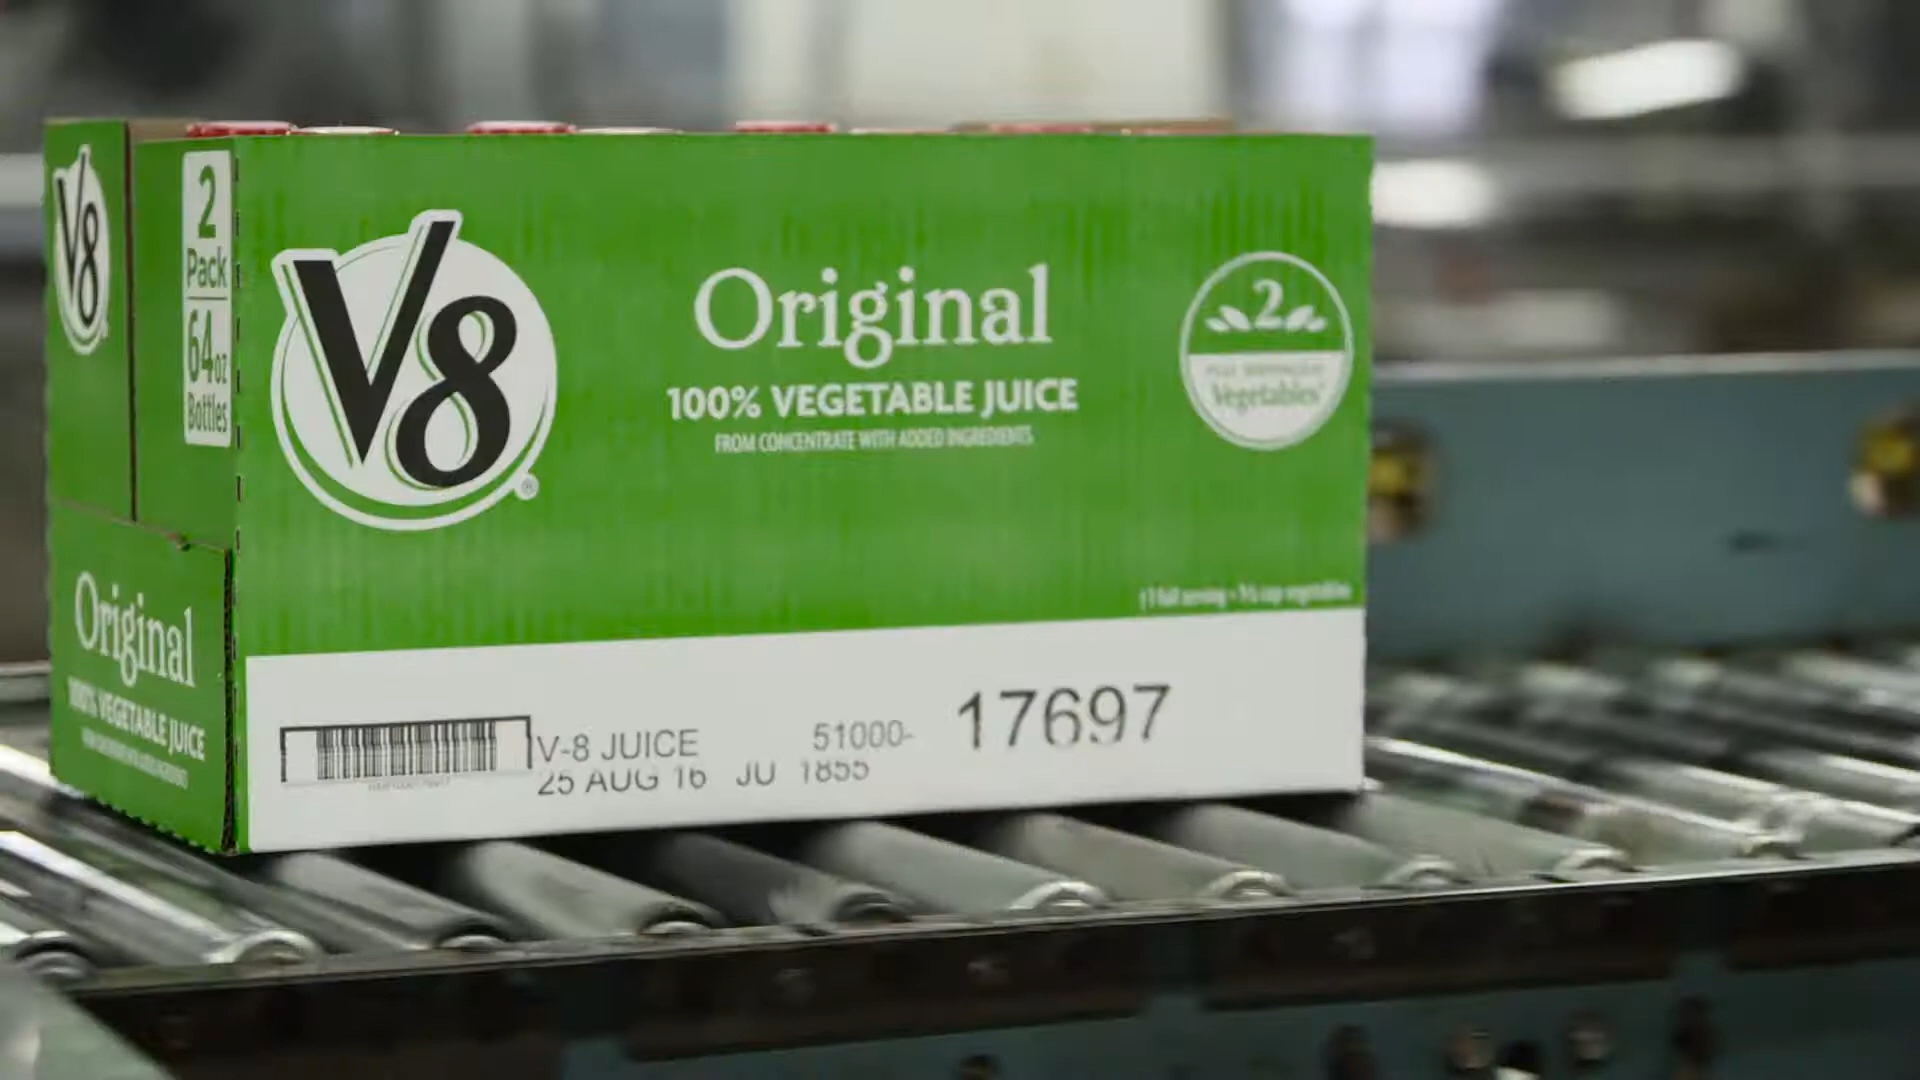 V8
2
Pack
64oz
Bottles
V8®
Original
100% VEGETABLE JUICE
FROM CONCENTRATE WITH ADDED INGREDIENTS
2
Vegetables†
Original
100% VEGETABLE JUICE
V-8 JUICE 51000- 17697
25 AUG 16 JU 1855